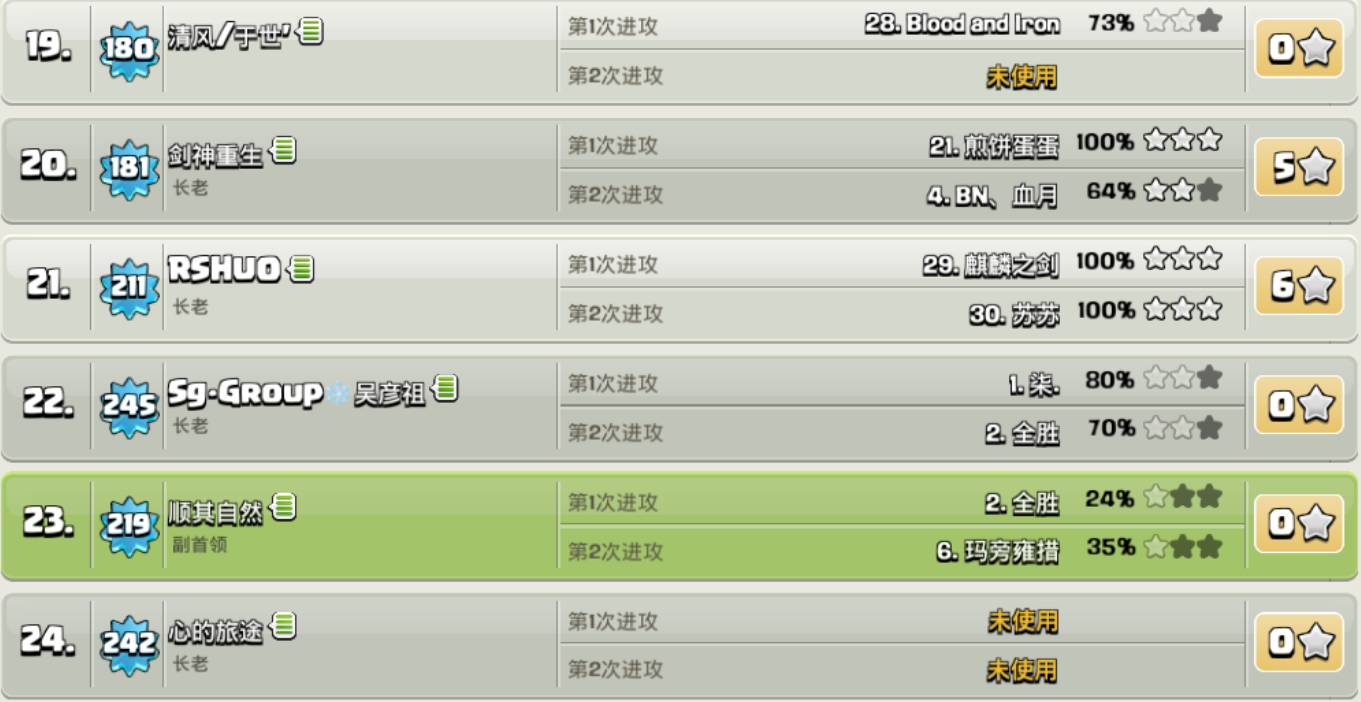 19. 180 清风/于世' 第1次进攻 28. Blood and Iron 73% 0
第2次进攻 未使用
20. 181 剑神重生 第1次进攻 21. 煎饼蛋蛋 100% 5
长老 第2次进攻 4. BN、血月 64%
21. 211 RSHUO 第1次进攻 29. 麒麟之剑 100% 6
长老 第2次进攻 30. 苏苏 100%
22. 245 Sg·Group❄吴彦祖 第1次进攻 1. 柒. 80% 0
长老 第2次进攻 2. 全胜 70%
23. 219 顺其自然 第1次进攻 2. 全胜 24% 0
副首领 第2次进攻 6. 玛旁雍措 35%
24. 242 心的旅途 第1次进攻 未使用 0
长老 第2次进攻 未使用